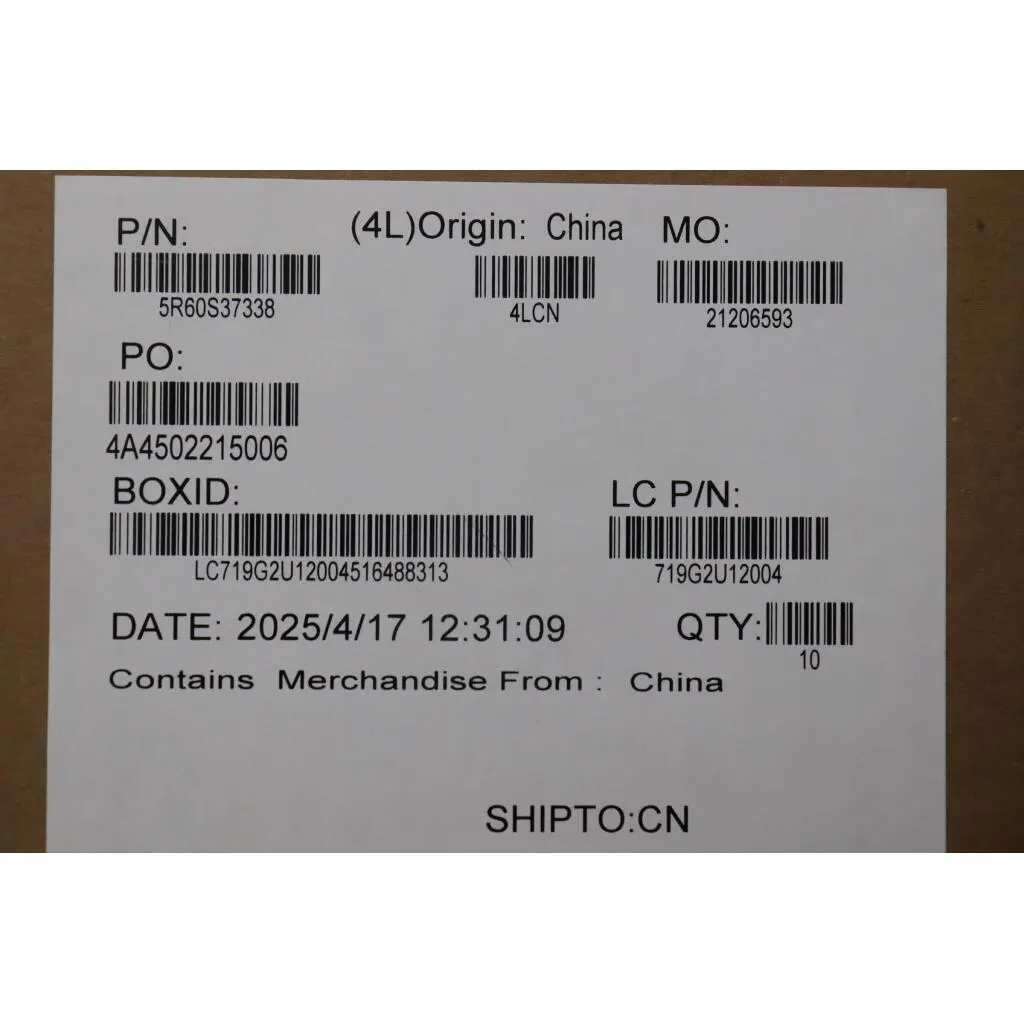 P/N: (4L)Origin: China MO:
5R60S37338 4LCN 21206593
PO:
4A4502215006
BOXID: LC P/N:
LC719G2U12004516488313 719G2U12004
DATE: 2025/4/17 12:31:09 QTY:
10
Contains Merchandise From : China
SHIPTO:CN